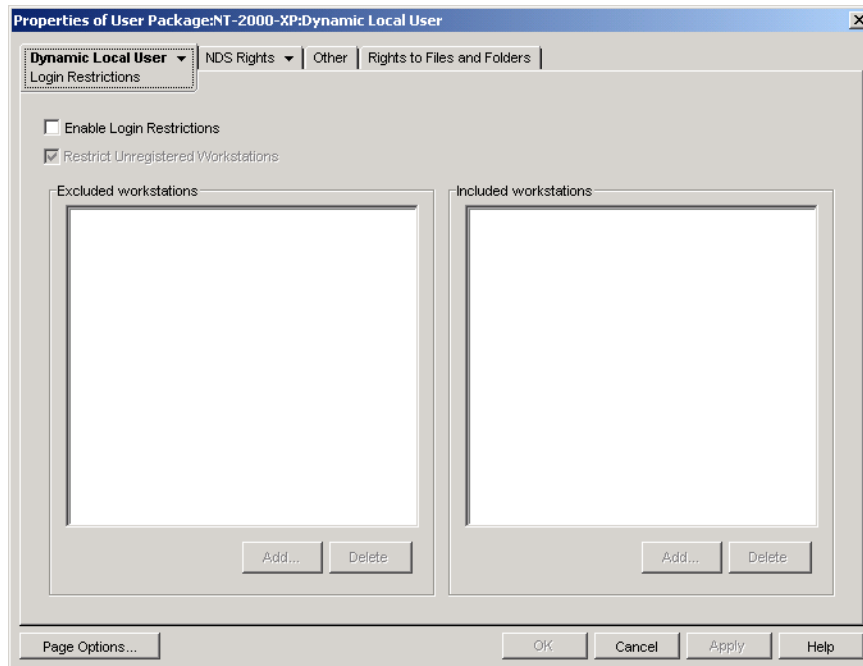 Properties of User Package:NT-2000-XP:Dynamic Local User
Dynamic Local User NDS Rights Other Rights to Files and Folders
Login Restrictions
Enable Login Restrictions
Restrict Unregistered Workstations
Excluded workstations Included workstations
Add... Delete Add... Delete
Page Options... OK Cancel Apply Help